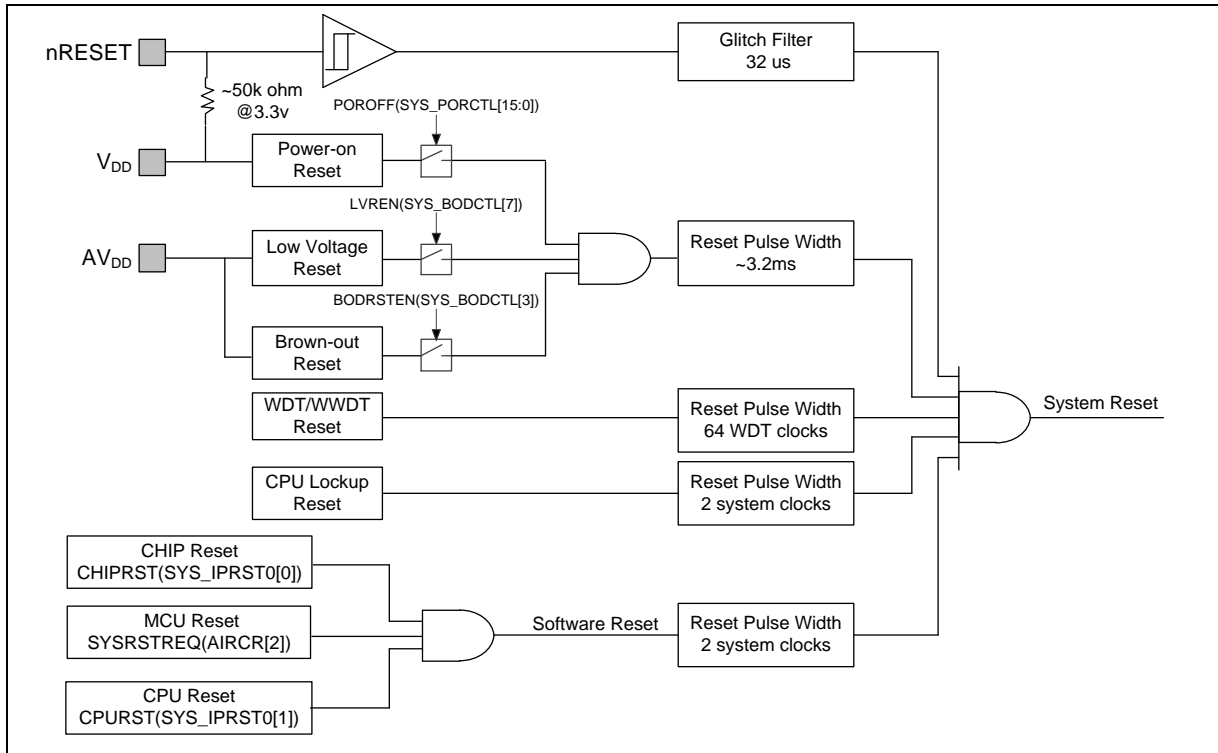 nRESET
Glitch Filter
32 us
~50k ohm
@3.3v
POROFF(SYS_PORCTL[15:0])
VDD
Power-on
Reset
LVREN(SYS_BODCTL[7])
AVDD
Low Voltage
Reset
Reset Pulse Width
~3.2ms
BODRSTEN(SYS_BODCTL[3])
Brown-out
Reset
WDT/WWDT
Reset
Reset Pulse Width
64 WDT clocks
System Reset
CPU Lockup
Reset
Reset Pulse Width
2 system clocks
CHIP Reset
CHIPRST(SYS_IPRST0[0])
MCU Reset
SYSRSTREQ(AIRCR[2])
Software Reset
Reset Pulse Width
2 system clocks
CPU Reset
CPURST(SYS_IPRST0[1])